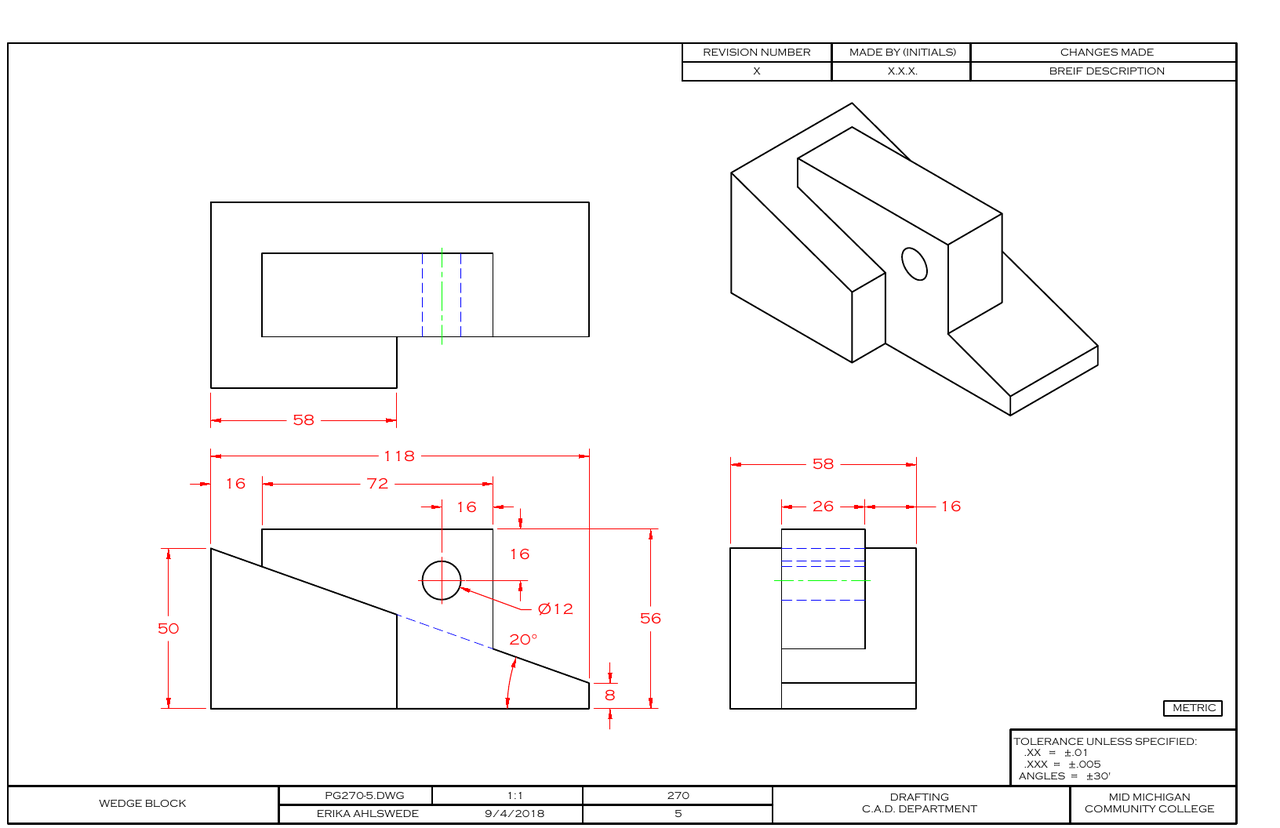 REVISION NUMBER MADE BY (INITIALS) CHANGES MADE
X X.X.X. BREIF DESCRIPTION
58
118
16 72
16
16
Ø12
50
56
20°
8
58
26 16
METRIC
TOLERANCE UNLESS SPECIFIED:
.XX = ±.01
.XXX = ±.005
ANGLES = ±30'
WEDGE BLOCK
PG270-5.DWG 1:1 270
ERIKA AHLSWEDE 9/4/2018 5
DRAFTING
C.A.D. DEPARTMENT
MID MICHIGAN
COMMUNITY COLLEGE